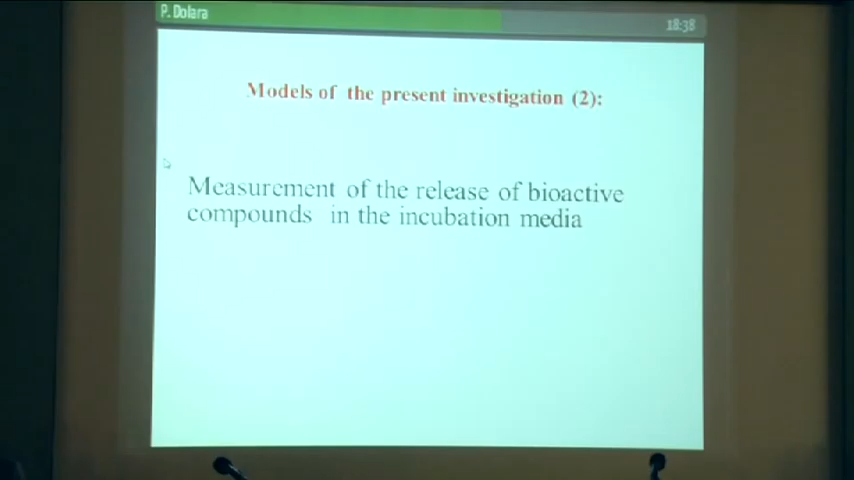 P. Dolara
18:38
Models of the present investigation (2):
Measurement of the release of bioactive
compounds in the incubation media